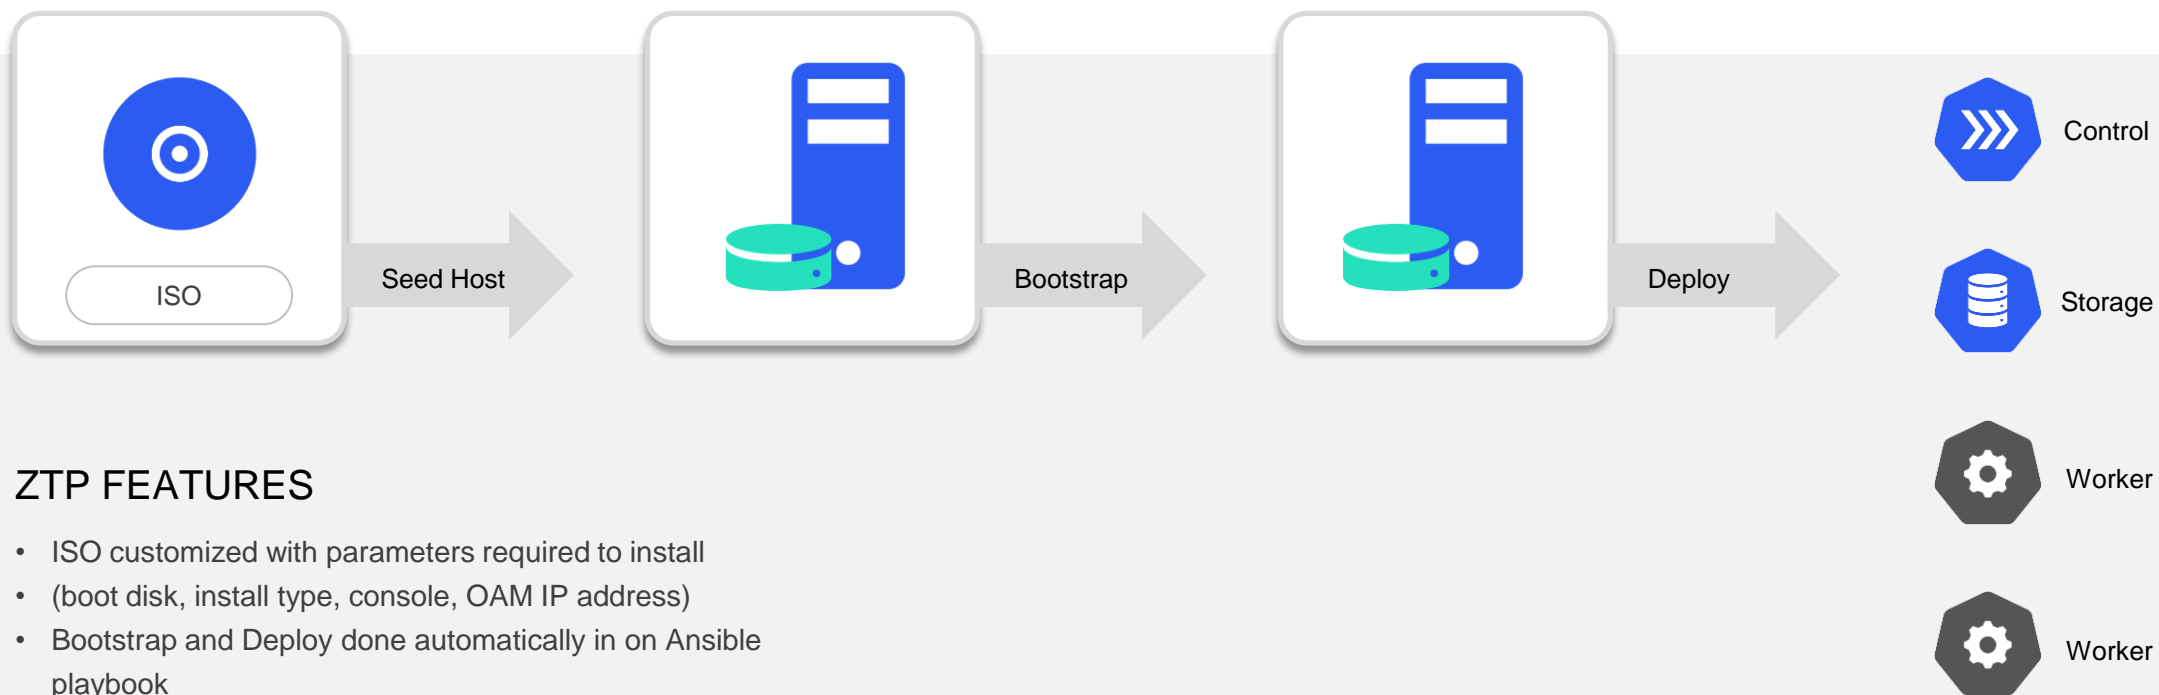 ISO
Seed Host
Bootstrap
Deploy
Control
Storage
Worker
Worker
ZTP FEATURES
• ISO customized with parameters required to install
• (boot disk, install type, console, OAM IP address)
• Bootstrap and Deploy done automatically in on Ansible
playbook